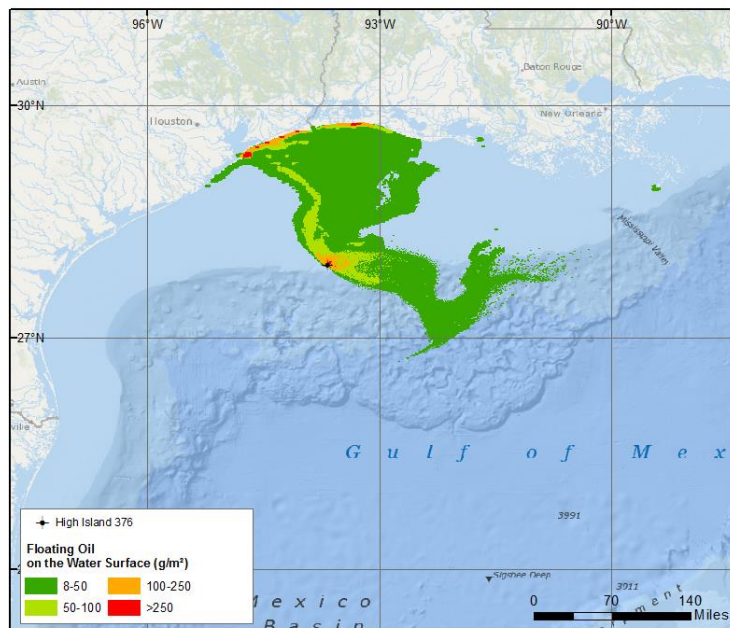 96°W 93°W 90°W
Austin
Baton Rouge
30°N
Houston
New Orleans
Mississippi Valley
27°N
ville
Gulf of Mex
3991
High Island 376
Floating Oil
on the Water Surface (g/m²)
8-50 100-250
50-100 >250
Sigsbee Deep
3911
Mexico
Basin
0 70 140
Miles